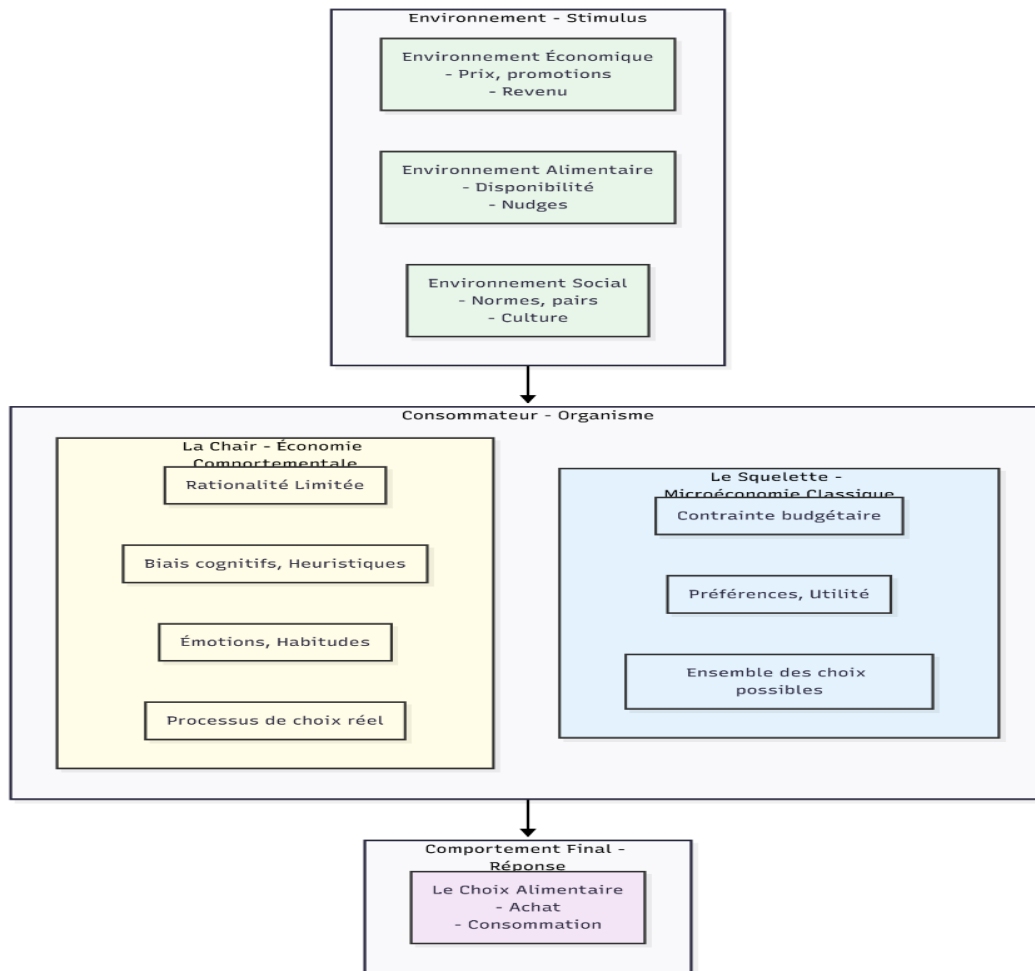 Environnement - Stimulus
Environnement Économique
- Prix, promotions
- Revenu
Environnement Alimentaire
- Disponibilité
- Nudges
Environnement Social
- Normes, pairs
- Culture
Consommateur - Organisme
La Chair - Économie
Comportementale
Rationalité Limitée
Biais cognitifs, Heuristiques
Émotions, Habitudes
Processus de choix réel
Le Squelette -
Microéconomie Classique
Contrainte budgétaire
Préférences, Utilité
Ensemble des choix
possibles
Comportement Final -
Réponse
Le Choix Alimentaire
- Achat
- Consommation